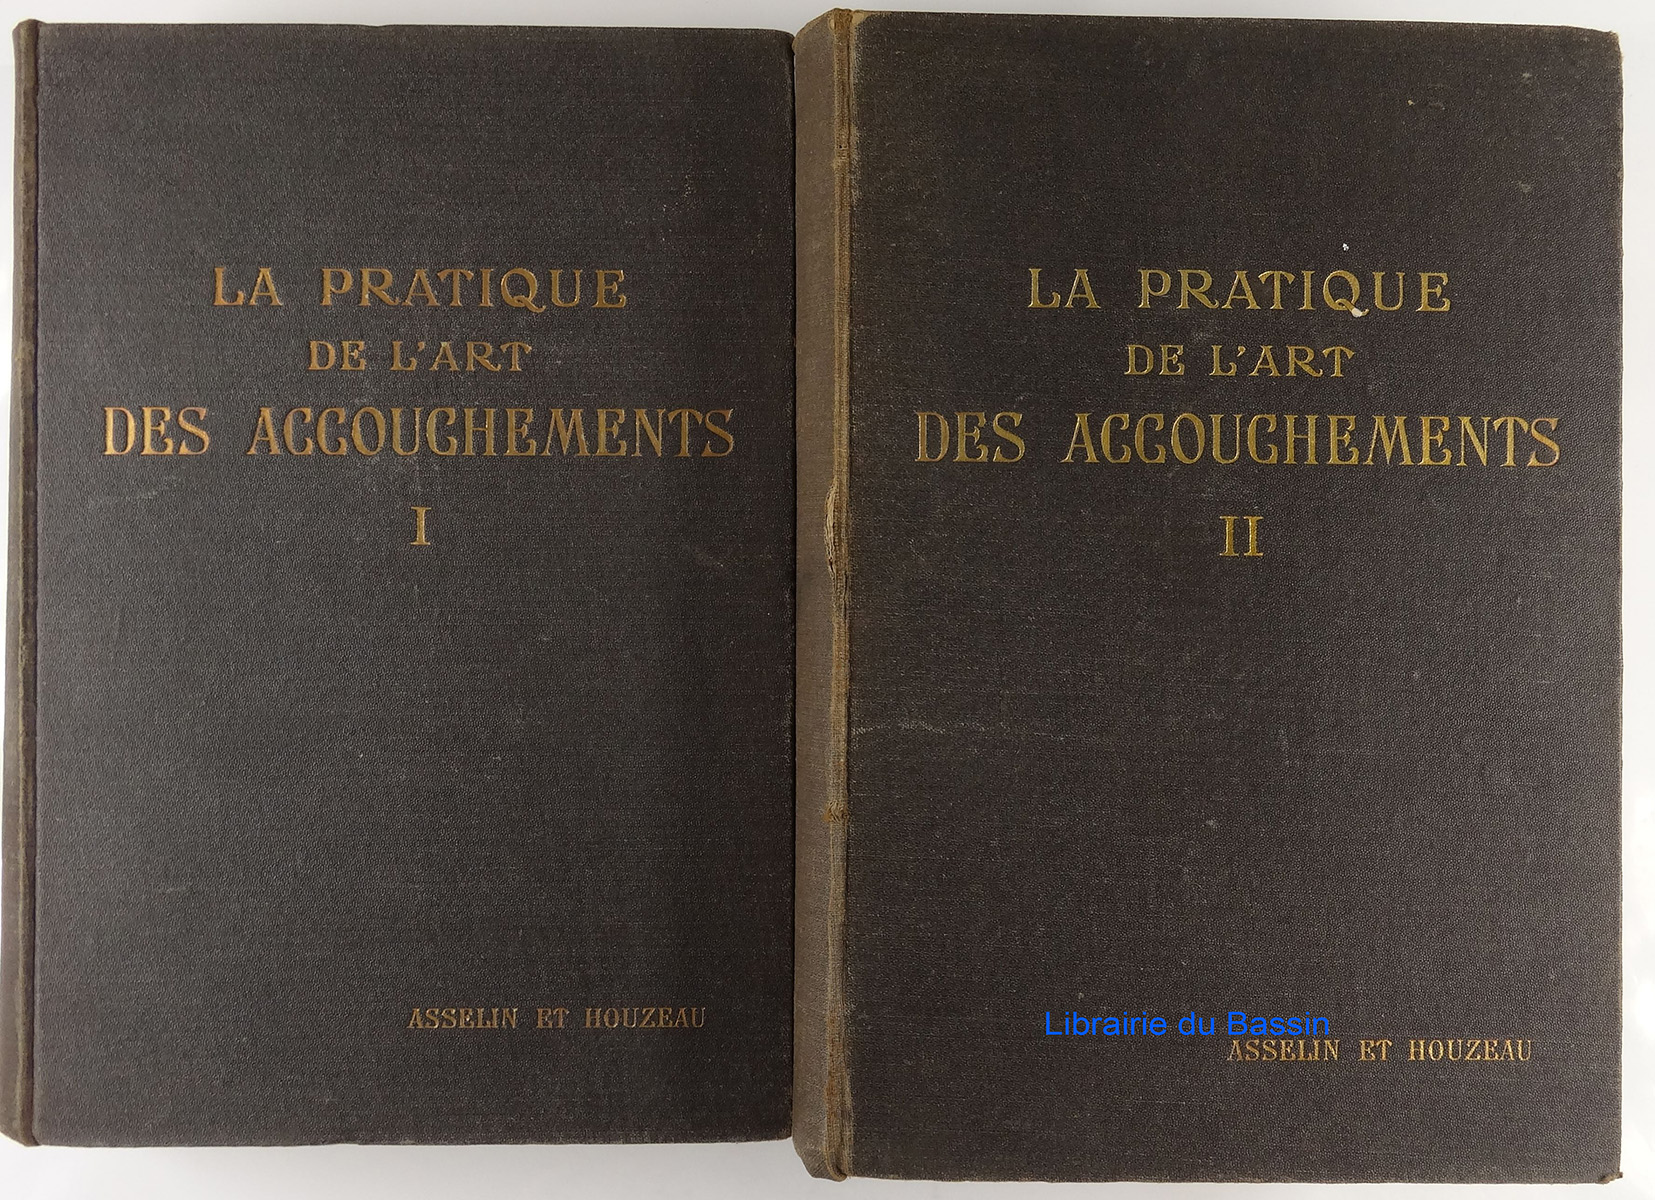 LA PRATIQUE
DE L'ART
DES ACCOUCHEMENTS
I
ASSELIN ET HOUZEAU
LA PRATIQUE
DE L'ART
DES ACCOUCHEMENTS
II
Librairie du Bassin
ASSELIN ET HOUZEAU